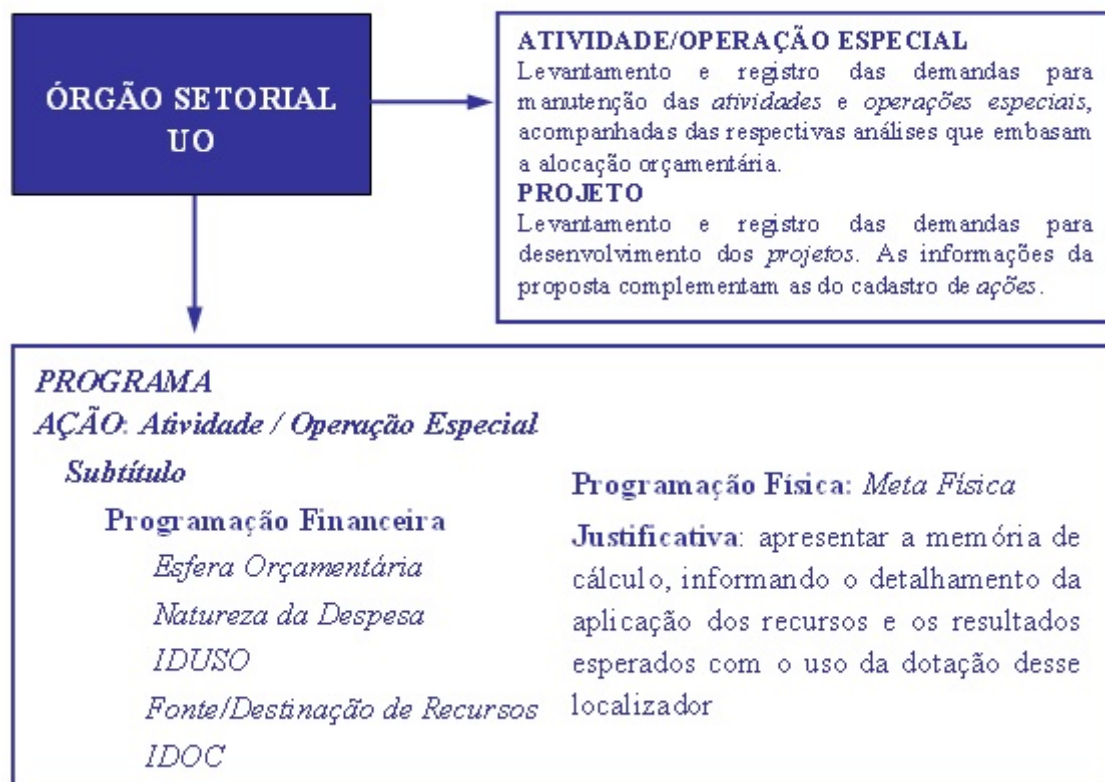 ÓRGÃO SETORIAL
UO
ATIVIDADE/OPERAÇÃO ESPECIAL
Levantamento e registro das demandas para
manutenção das atividades e operações especiais,
acompanhadas das respectivas análises que embasam
a alocação orçamentária.
PROJETO
Levantamento e registro das demandas para
desenvolvimento dos projetos. As informações da
proposta complementam as do cadastro de ações.
PROGRAMA
AÇÃO: Atividade / Operação Especial
Subtítulo
Programação Financeira
Esfera Orçamentária
Natureza da Despesa
IDUSO
Fonte/Destinação de Recursos
IDOC
Programação Física: Meta Física
Justificativa: apresentar a memória de
cálculo, informando o detalhamento da
aplicação dos recursos e os resultados
esperados com o uso da dotação desse
localizador